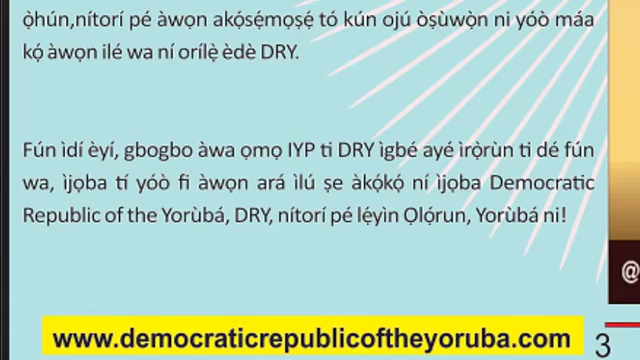 ọ̀hún,nítorí pé àwọn akọ́sẹ́mọṣẹ́ tó kún ojú òṣùwọ̀n ni yóò máa
kọ́ àwọn ilé wa ní orílẹ̀ èdè DRY.
Fún ìdí èyí, gbogbo àwa ọmọ IYP ti DRY ìgbé ayé ìrọ̀rùn ti dé fún
wa, ìjọba tí yóò fi àwọn ará ìlú ṣe àkọ́kọ́ ní ìjọba Democratic
Republic of the Yorùbá, DRY, nítorí pé lẹ́yìn Ọlọ́run, Yorùbá ni!
@
www.democraticrepublicoftheyoruba.com
3